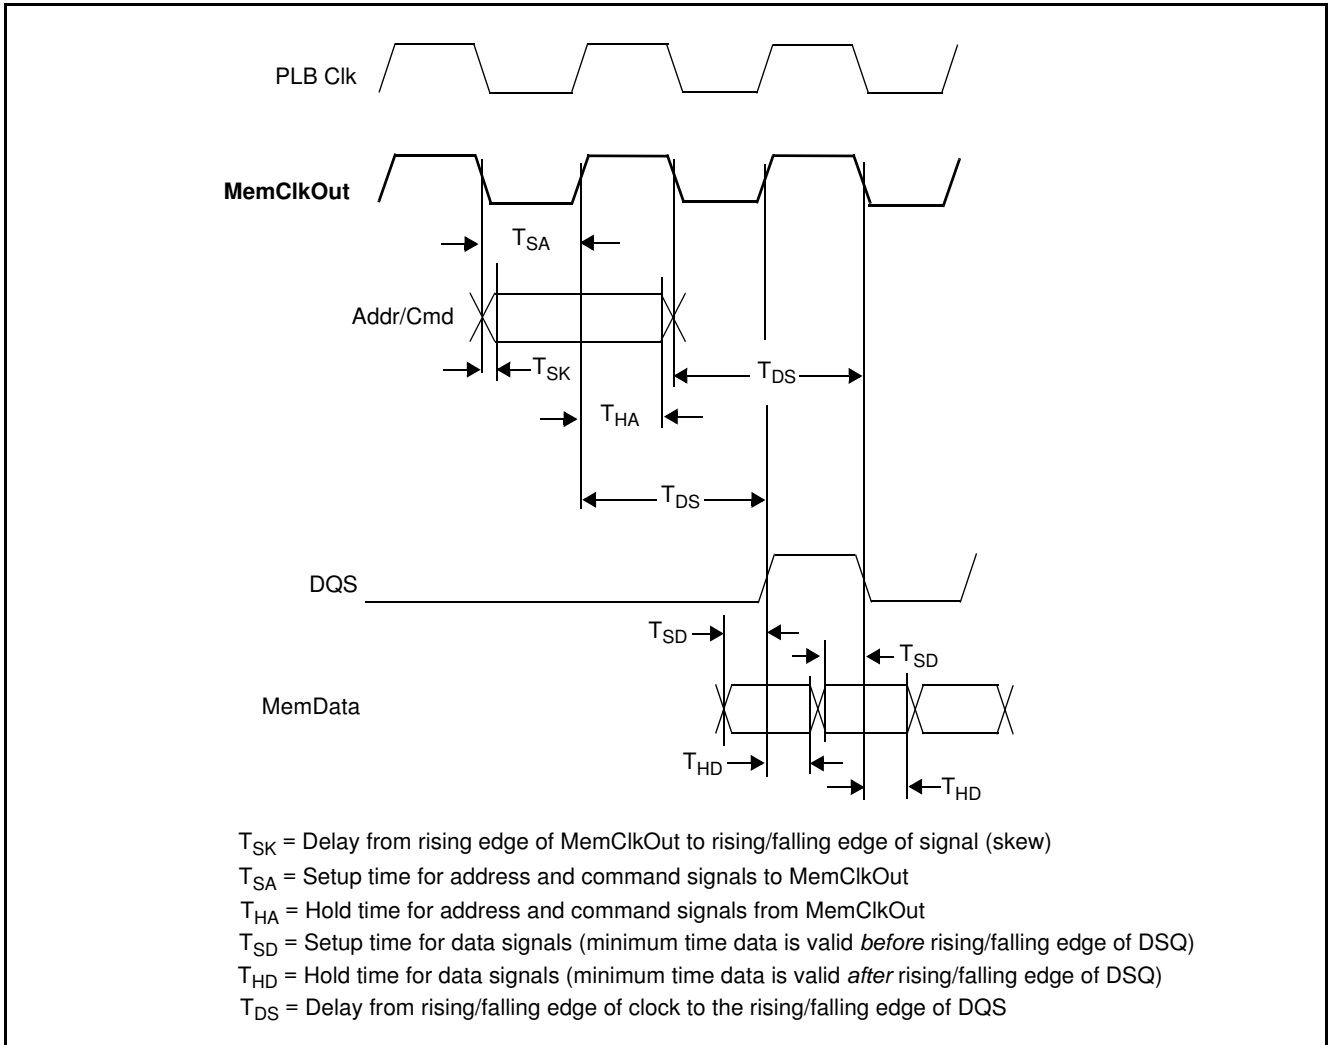 PLB Clk
MemClkOut
TSA
Addr/Cmd
TSK
TDS
THA
TDS
DQS
TSD
TSD
MemData
THD
THD
TSK = Delay from rising edge of MemClkOut to rising/falling edge of signal (skew)
TSA = Setup time for address and command signals to MemClkOut
THA = Hold time for address and command signals from MemClkOut
TSD = Setup time for data signals (minimum time data is valid before rising/falling edge of DSQ)
THD = Hold time for data signals (minimum time data is valid after rising/falling edge of DSQ)
TDS = Delay from rising/falling edge of clock to the rising/falling edge of DQS